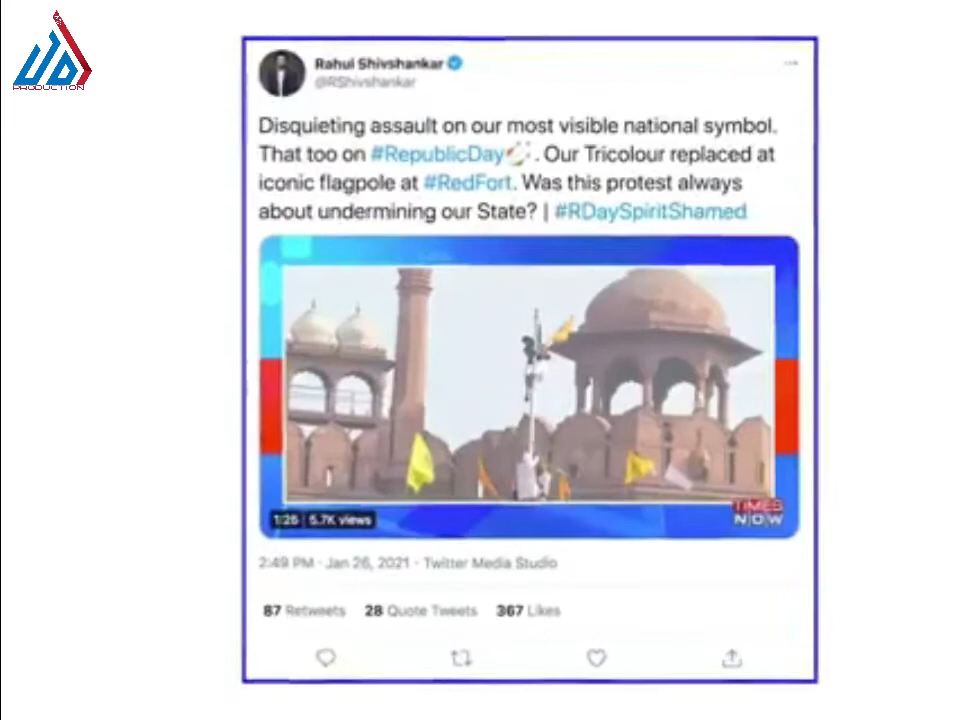 PRODUCTION
Rahul Shivshankar
@RShivshankar
Disquieting assault on our most visible national symbol.
That too on #RepublicDay. Our Tricolour replaced at
iconic flagpole at #RedFort. Was this protest always
about undermining our State? | #RDaySpiritShamed
1:26 5.7K views
TIMES
NOW
2:49 PM · Jan 26, 2021 · Twitter Media Studio
87 Retweets 28 Quote Tweets 367 Likes